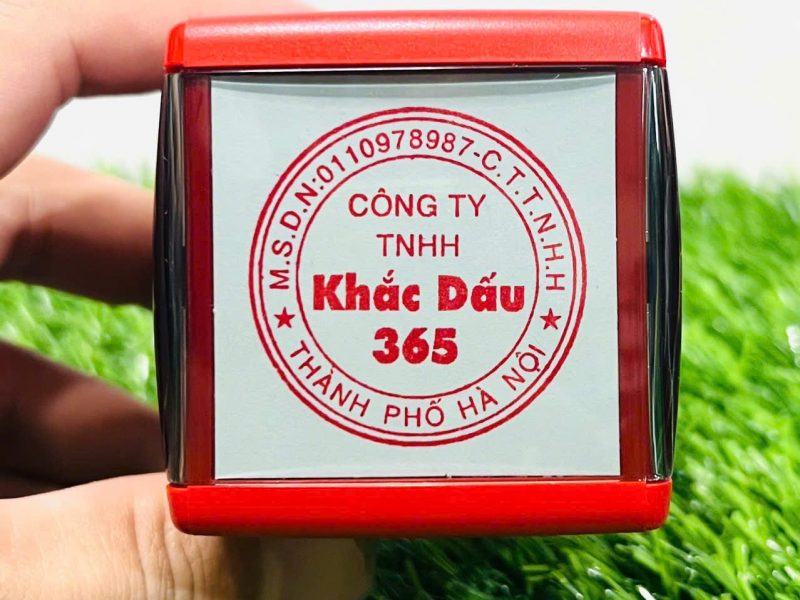 M.S.D.N:0110978987-C.T.T.N.H.H
CÔNG TY
TNHH
Khắc Dấu
365
★ THÀNH PHỐ HÀ NỘI ★